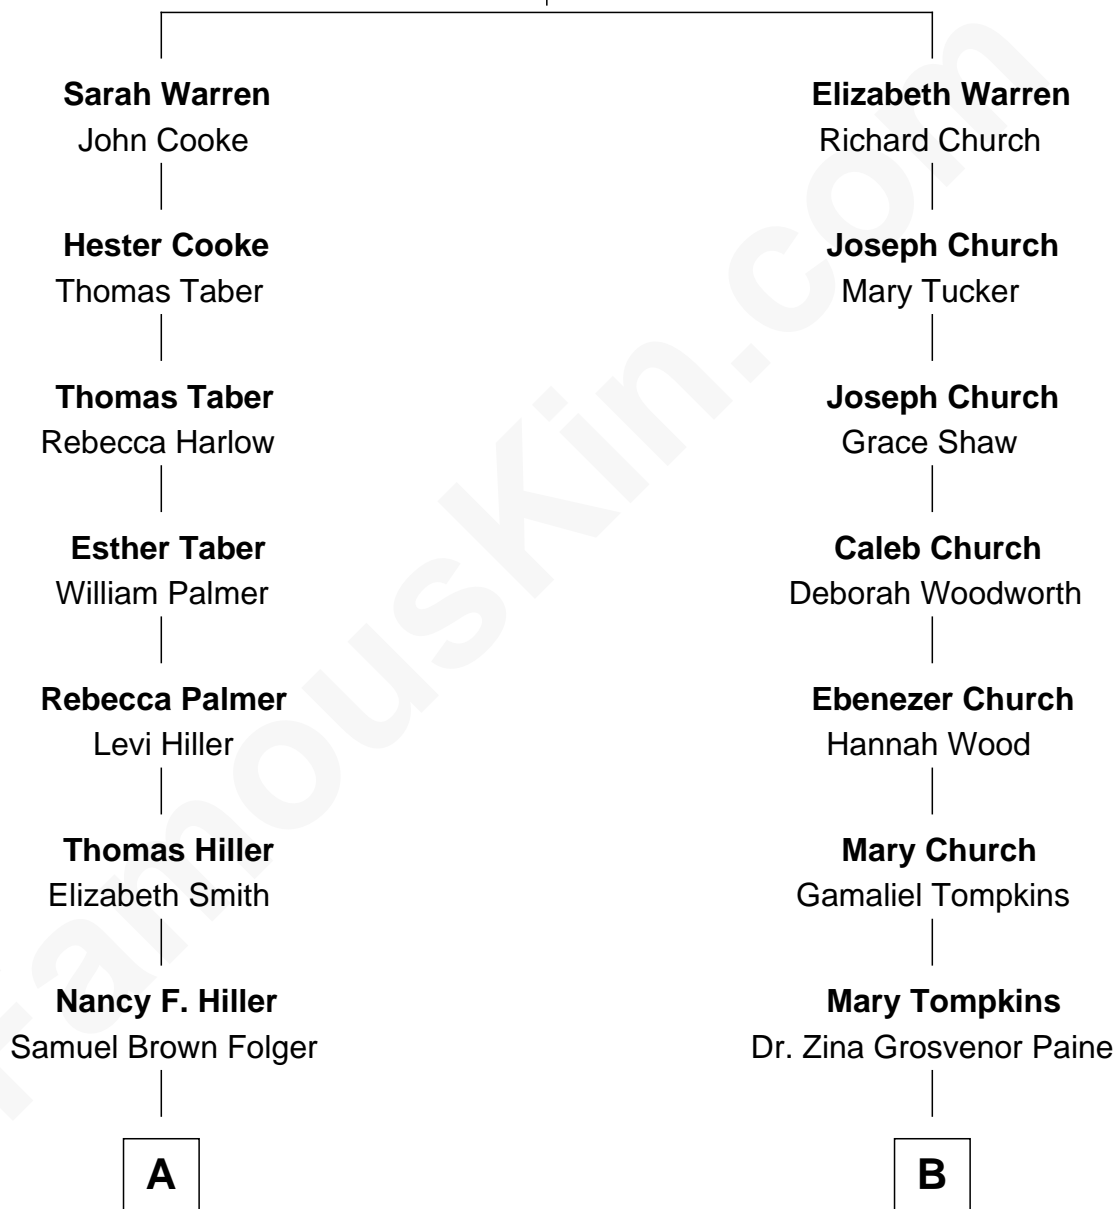 Sarah Warren
John Cooke
Hester Cooke
Thomas Taber
Thomas Taber
Rebecca Harlow
Esther Taber
William Palmer
Rebecca Palmer
Levi Hiller
Thomas Hiller
Elizabeth Smith
Nancy F. Hiller
Samuel Brown Folger
A
Elizabeth Warren
Richard Church
Joseph Church
Mary Tucker
Joseph Church
Grace Shaw
Caleb Church
Deborah Woodworth
Ebenezer Church
Hannah Wood
Mary Church
Gamaliel Tompkins
Mary Tompkins
Dr. Zina Grosvenor Paine
B
FamousKin.com